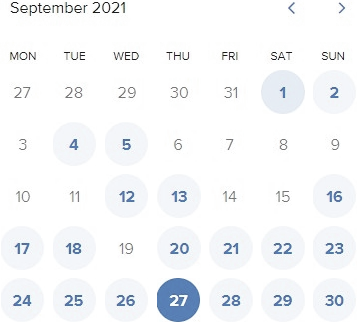 September 2021
MON TUE WED THU FRI SAT SUN
27 28 29 30 31 1 2
3 4 5 6 7 8 9
10 11 12 13 14 15 16
17 18 19 20 21 22 23
24 25 26 27 28 29 30